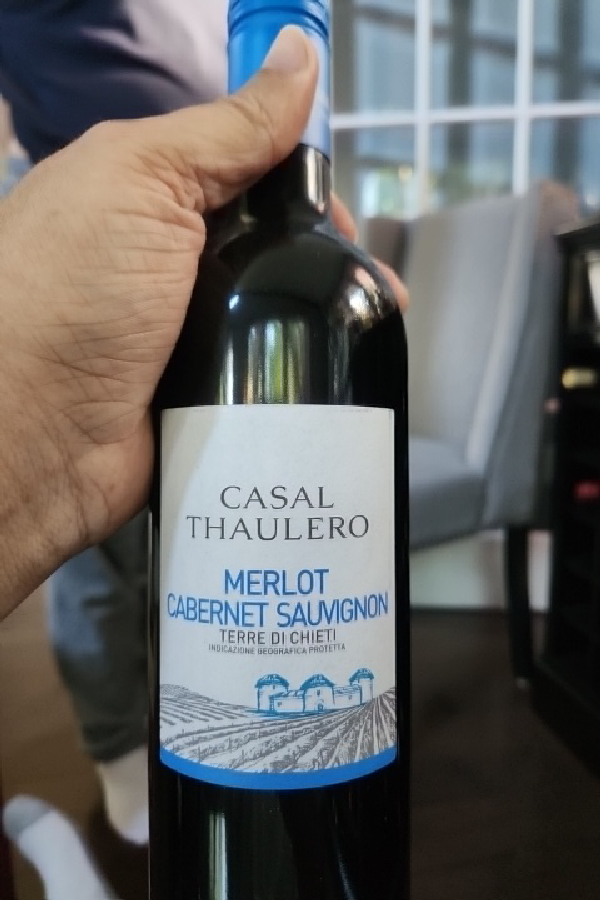 CASAL
THAULERO
MERLOT
CABERNET SAUVIGNON
TERRE DI CHIETI
INDICAZIONE GEOGRAFICA PROTETTA